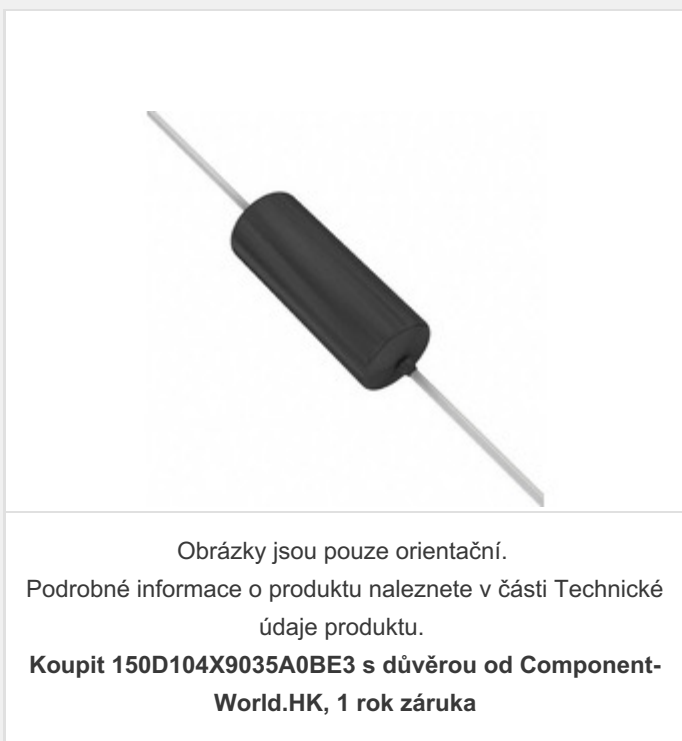 Obrázky jsou pouze orientační.
Podrobné informace o produktu naleznete v části Technické
údaje produktu.
Koupit 150D104X9035A0BE3 s důvěrou od Component-
World.HK, 1 rok záruka